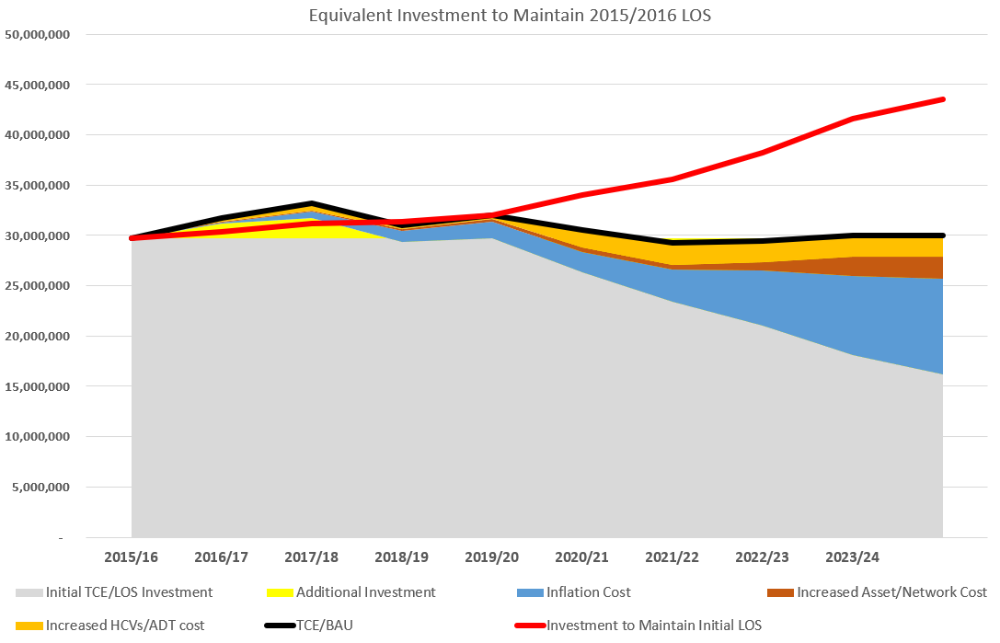 Equivalent Investment to Maintain 2015/2016 LOS
50,000,000
45,000,000
40,000,000
35,000,000
30,000,000
25,000,000
20,000,000
15,000,000
10,000,000
5,000,000
-
2015/16 2016/17 2017/18 2018/19 2019/20 2020/21 2021/22 2022/23 2023/24
Initial TCE/LOS Investment Additional Investment Inflation Cost Increased Asset/Network Cost
Increased HCVs/ADT cost TCE/BAU Investment to Maintain Initial LOS